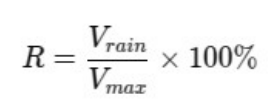 R = V_rain / V_max × 100%